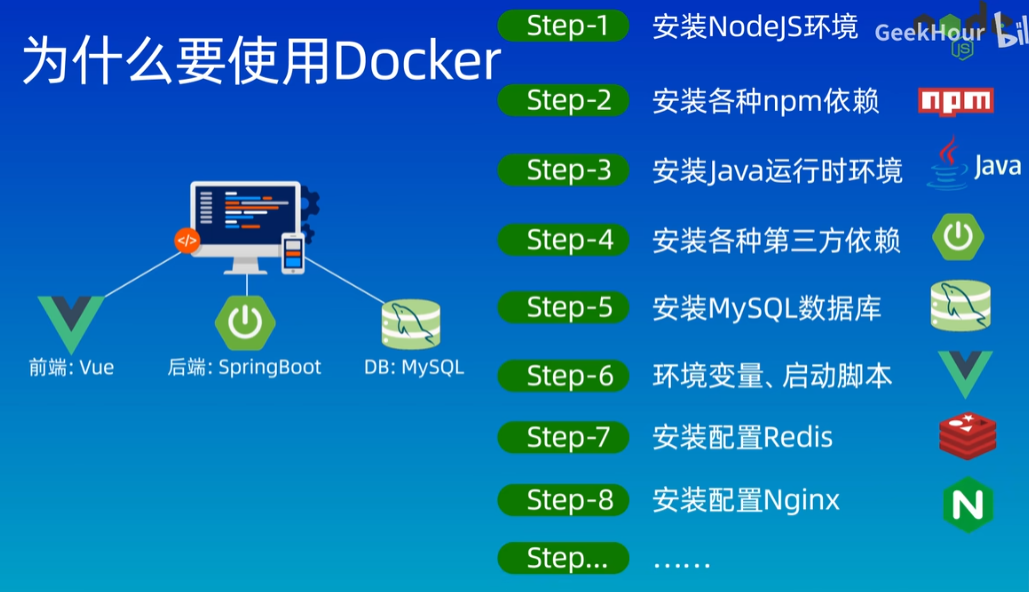 为什么要使用Docker
</>
前端: Vue
后端: SpringBoot
DB: MySQL
Step-1 安装NodeJS环境
GeekHour
JS
Step-2 安装各种npm依赖
npm
Step-3 安装Java运行时环境
Java
Step-4 安装各种第三方依赖
Step-5 安装MySQL数据库
Step-6 环境变量、启动脚本
Step-7 安装配置Redis
Step-8 安装配置Nginx
N
Step... ……